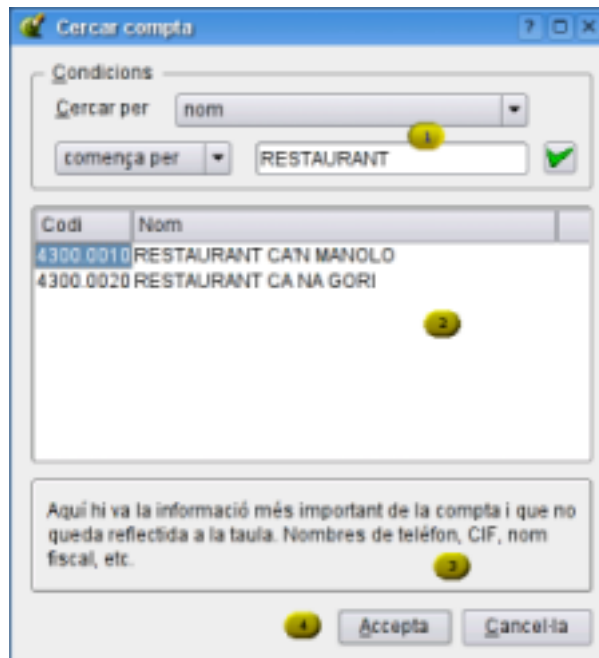 Cercar compta
Condicions
Cercar per nom
1
comença per RESTAURANT
Codi Nom
4300.0010 RESTAURANT CA'N MANOLO
4300.0020 RESTAURANT CA NA GORI
2
Aquí hi va la informació més important de la compta i que no
queda reflectida a la taula. Nombres de teléfon, CIF, nom
fiscal, etc.
3
4 Accepta Cancel·la